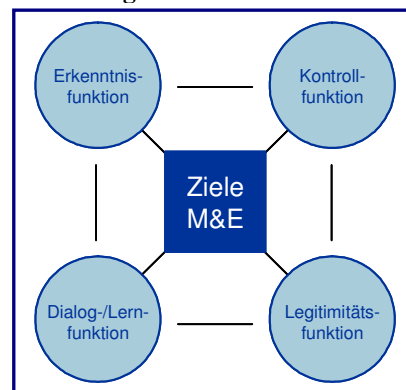 Erkenntnis-
funktion
Kontroll-
funktion
Ziele
M&E
Dialog-/Lern-
funktion
Legitimitäts-
funktion